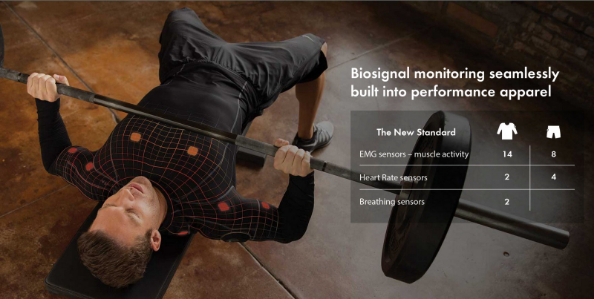 Biosignal monitoring seamlessly
built into performance apparel
The New Standard
EMG sensors – muscle activity 14 8
Heart Rate sensors 2 4
Breathing sensors 2